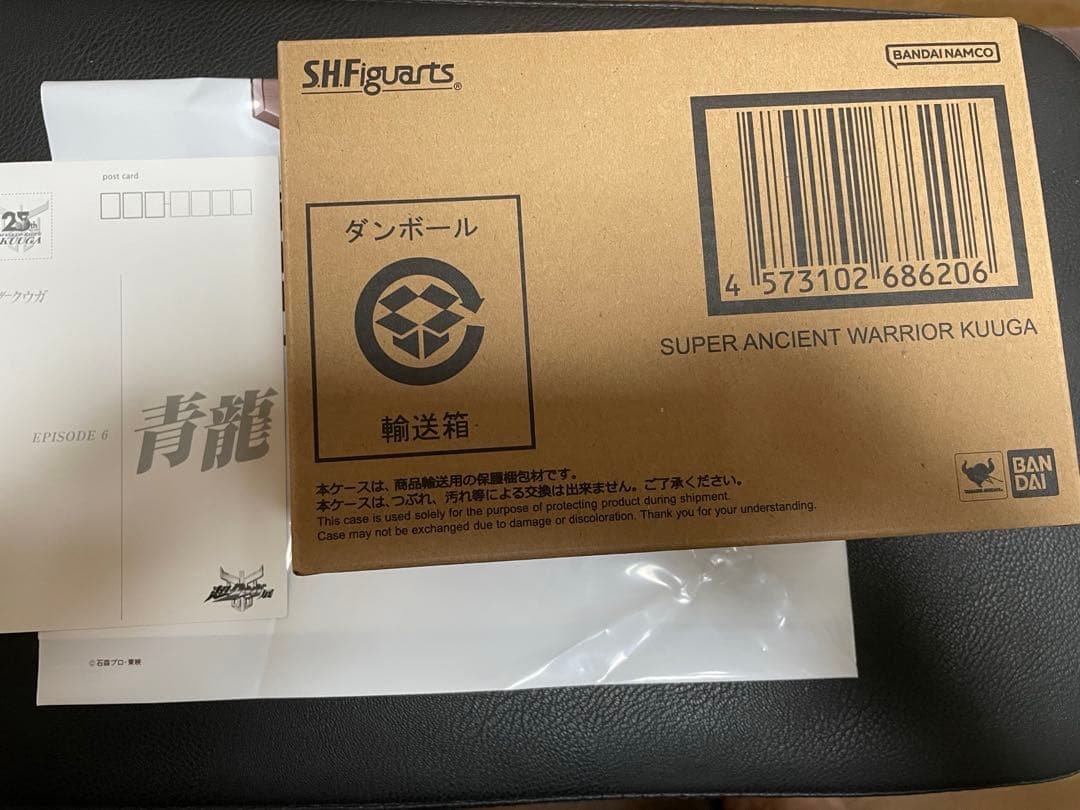 S.H.Figuarts®
BANDAI NAMCO
4 573102 686206
SUPER ANCIENT WARRIOR KUUGA
ダンボール
輸送箱
本ケースは、商品輸送用の保護梱包材です。
本ケースは、つぶれ、汚れ等による交換は出来ません。ご了承ください。
This case is used solely for the purpose of protecting product during shipment.
Case may not be exchanged due to damage or discoloration. Thank you for your understanding.
BAN
DAI
post card
25th
KUUGA
クウガ
EPISODE 6
青龍
©石森プロ・東映